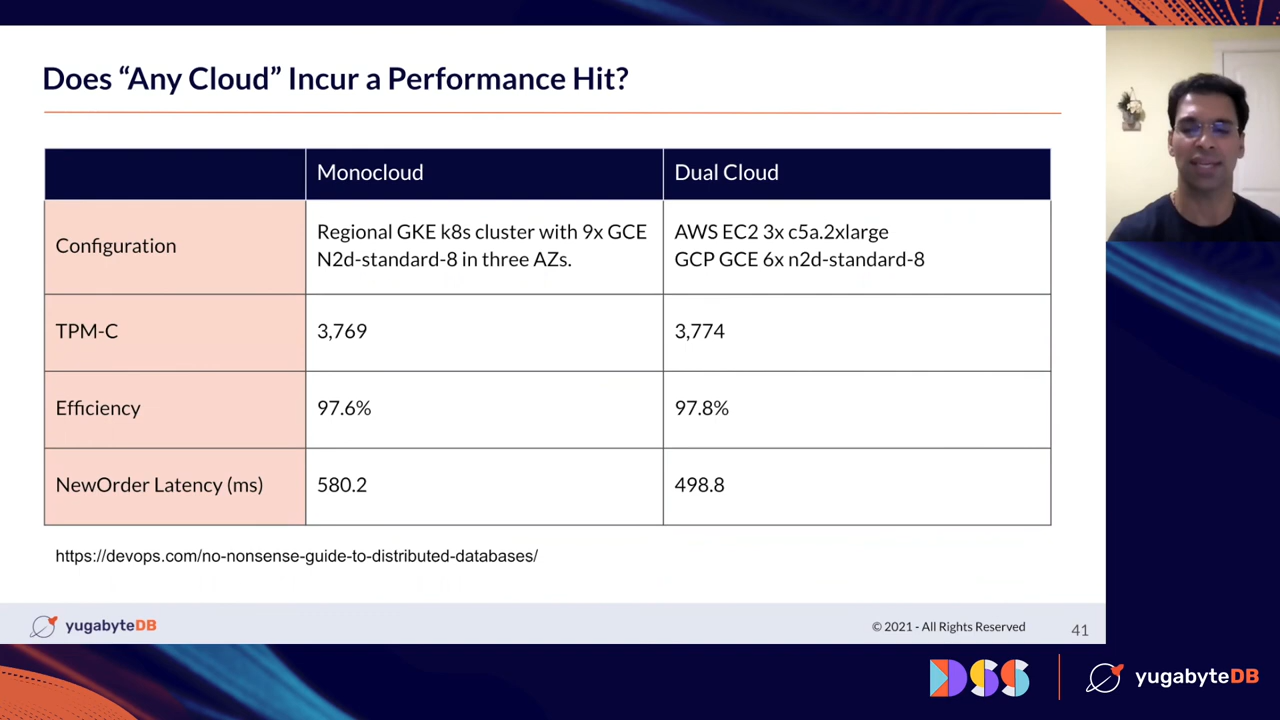 Does “Any Cloud” Incur a Performance Hit?
Monocloud
Dual Cloud
Configuration
Regional GKE k8s cluster with 9x GCE
N2d-standard-8 in three AZs.
AWS EC2 3x c5a.2xlarge
GCP GCE 6x n2d-standard-8
TPM-C
3,769
3,774
Efficiency
97.6%
97.8%
NewOrder Latency (ms)
580.2
498.8
https://devops.com/no-nonsense-guide-to-distributed-databases/
yugabyteDB
© 2021 - All Rights Reserved
41
DSS
yugabyteDB